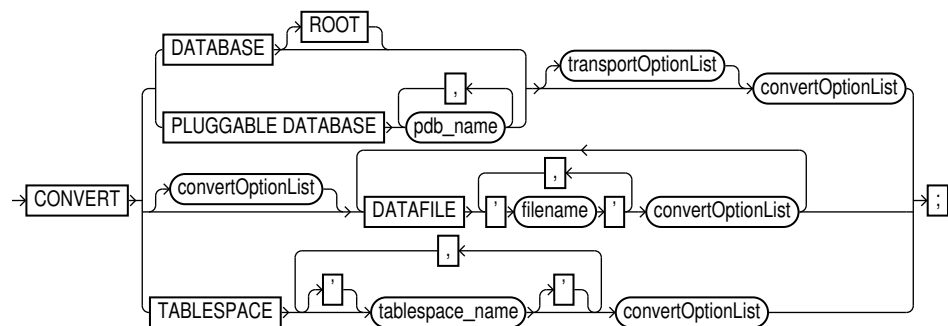 ROOT
DATABASE
transportOptionList
,
convertOptionList
PLUGGABLE DATABASE
pdb_name
convertOptionList
,
CONVERT
DATAFILE ' filename ' convertOptionList
;
,
' '
TABLESPACE tablespace_name convertOptionList